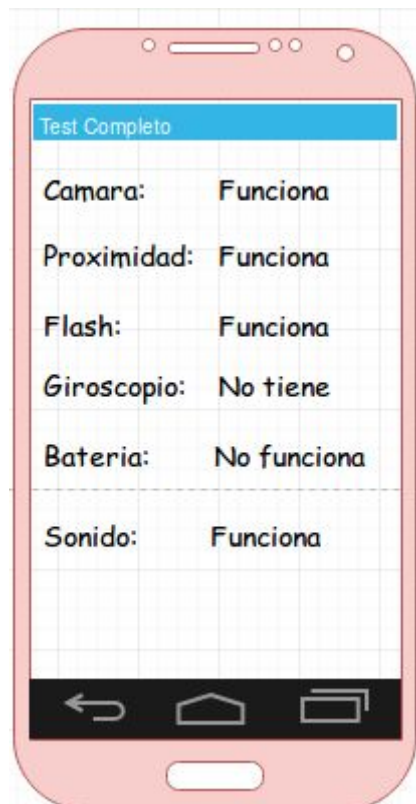 Test Completo
Camara: Funciona
Proximidad: Funciona
Flash: Funciona
Giroscopio: No tiene
Bateria: No funciona
Sonido: Funciona